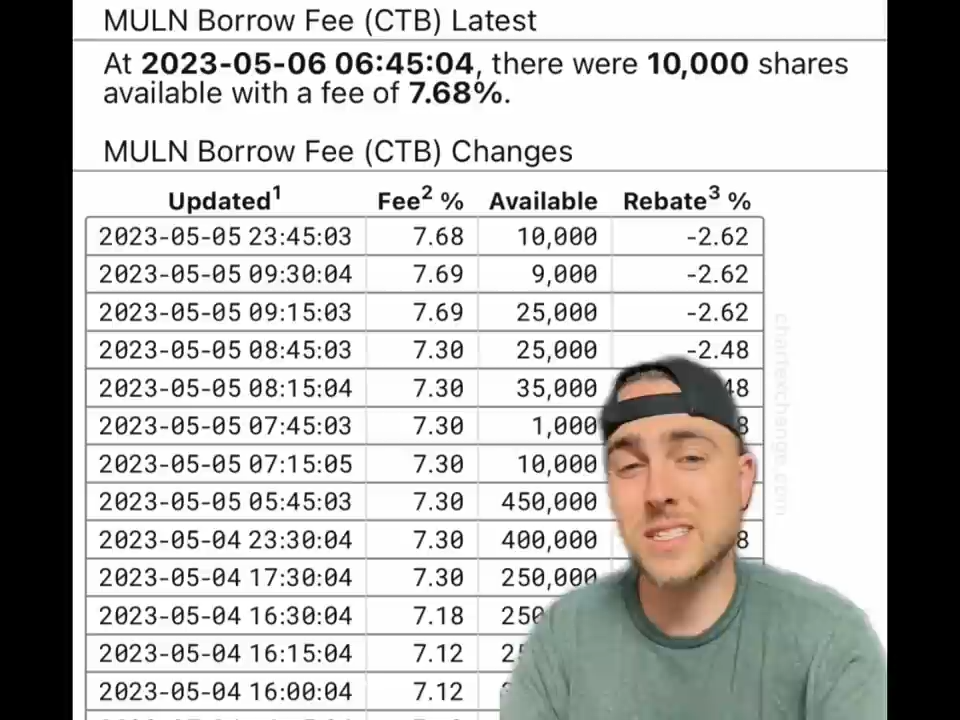 MULN Borrow Fee (CTB) Latest
At 2023-05-06 06:45:04, there were 10,000 shares
available with a fee of 7.68%.
MULN Borrow Fee (CTB) Changes
Updated1 Fee2 % Available Rebate3 %
2023-05-05 23:45:03 7.68 10,000 -2.62
2023-05-05 09:30:04 7.69 9,000 -2.62
2023-05-05 09:15:03 7.69 25,000 -2.62
2023-05-05 08:45:03 7.30 25,000 -2.48
2023-05-05 08:15:04 7.30 35,000 48
2023-05-05 07:45:03 7.30 1,000 8
2023-05-05 07:15:05 7.30 10,000
2023-05-05 05:45:03 7.30 450,000
2023-05-04 23:30:04 7.30 400,000 8
2023-05-04 17:30:04 7.30 250,000
2023-05-04 16:30:04 7.18 250
2023-05-04 16:15:04 7.12
2023-05-04 16:00:04 7.12
chartexchange.com